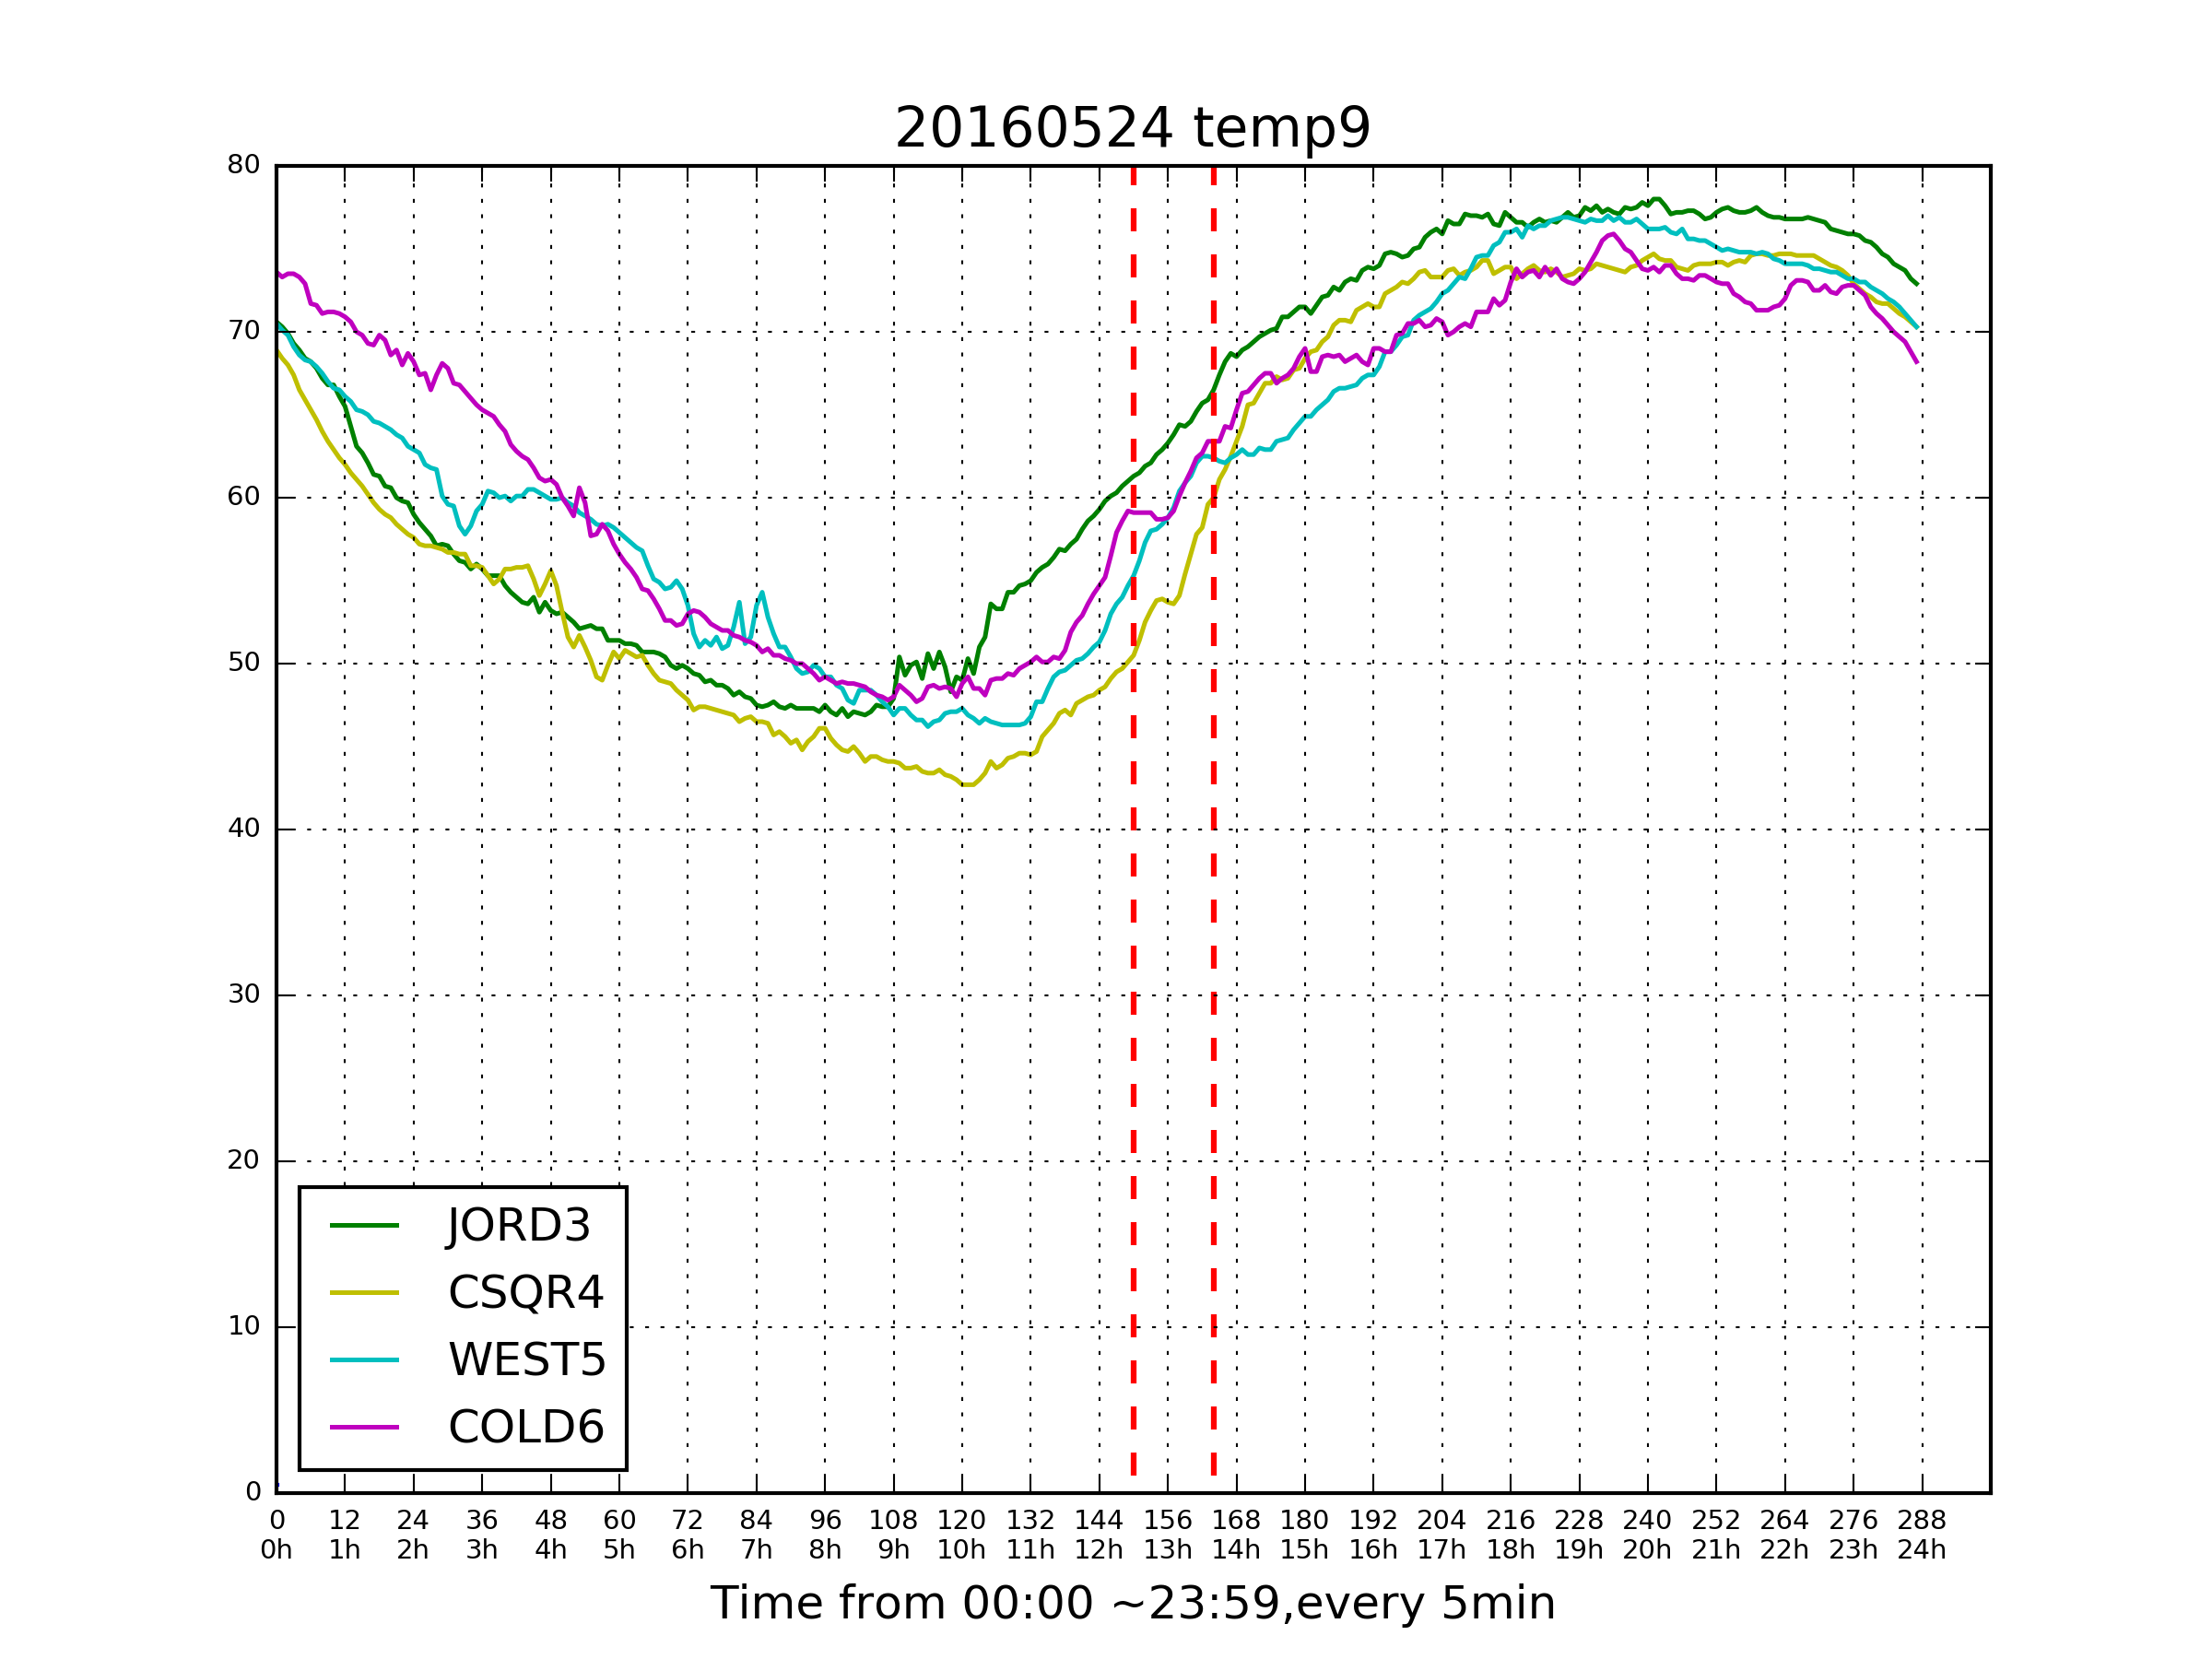 20160524 temp9
80
70
60
50
40
30
20
10
0
JORD3
CSQR4
WEST5
COLD6
0 12 24 36 48 60 72 84 96 108 120 132 144 156 168 180 192 204 216 228 240 252 264 276 288
0h 1h 2h 3h 4h 5h 6h 7h 8h 9h 10h 11h 12h 13h 14h 15h 16h 17h 18h 19h 20h 21h 22h 23h 24h
Time from 00:00 ~23:59,every 5min